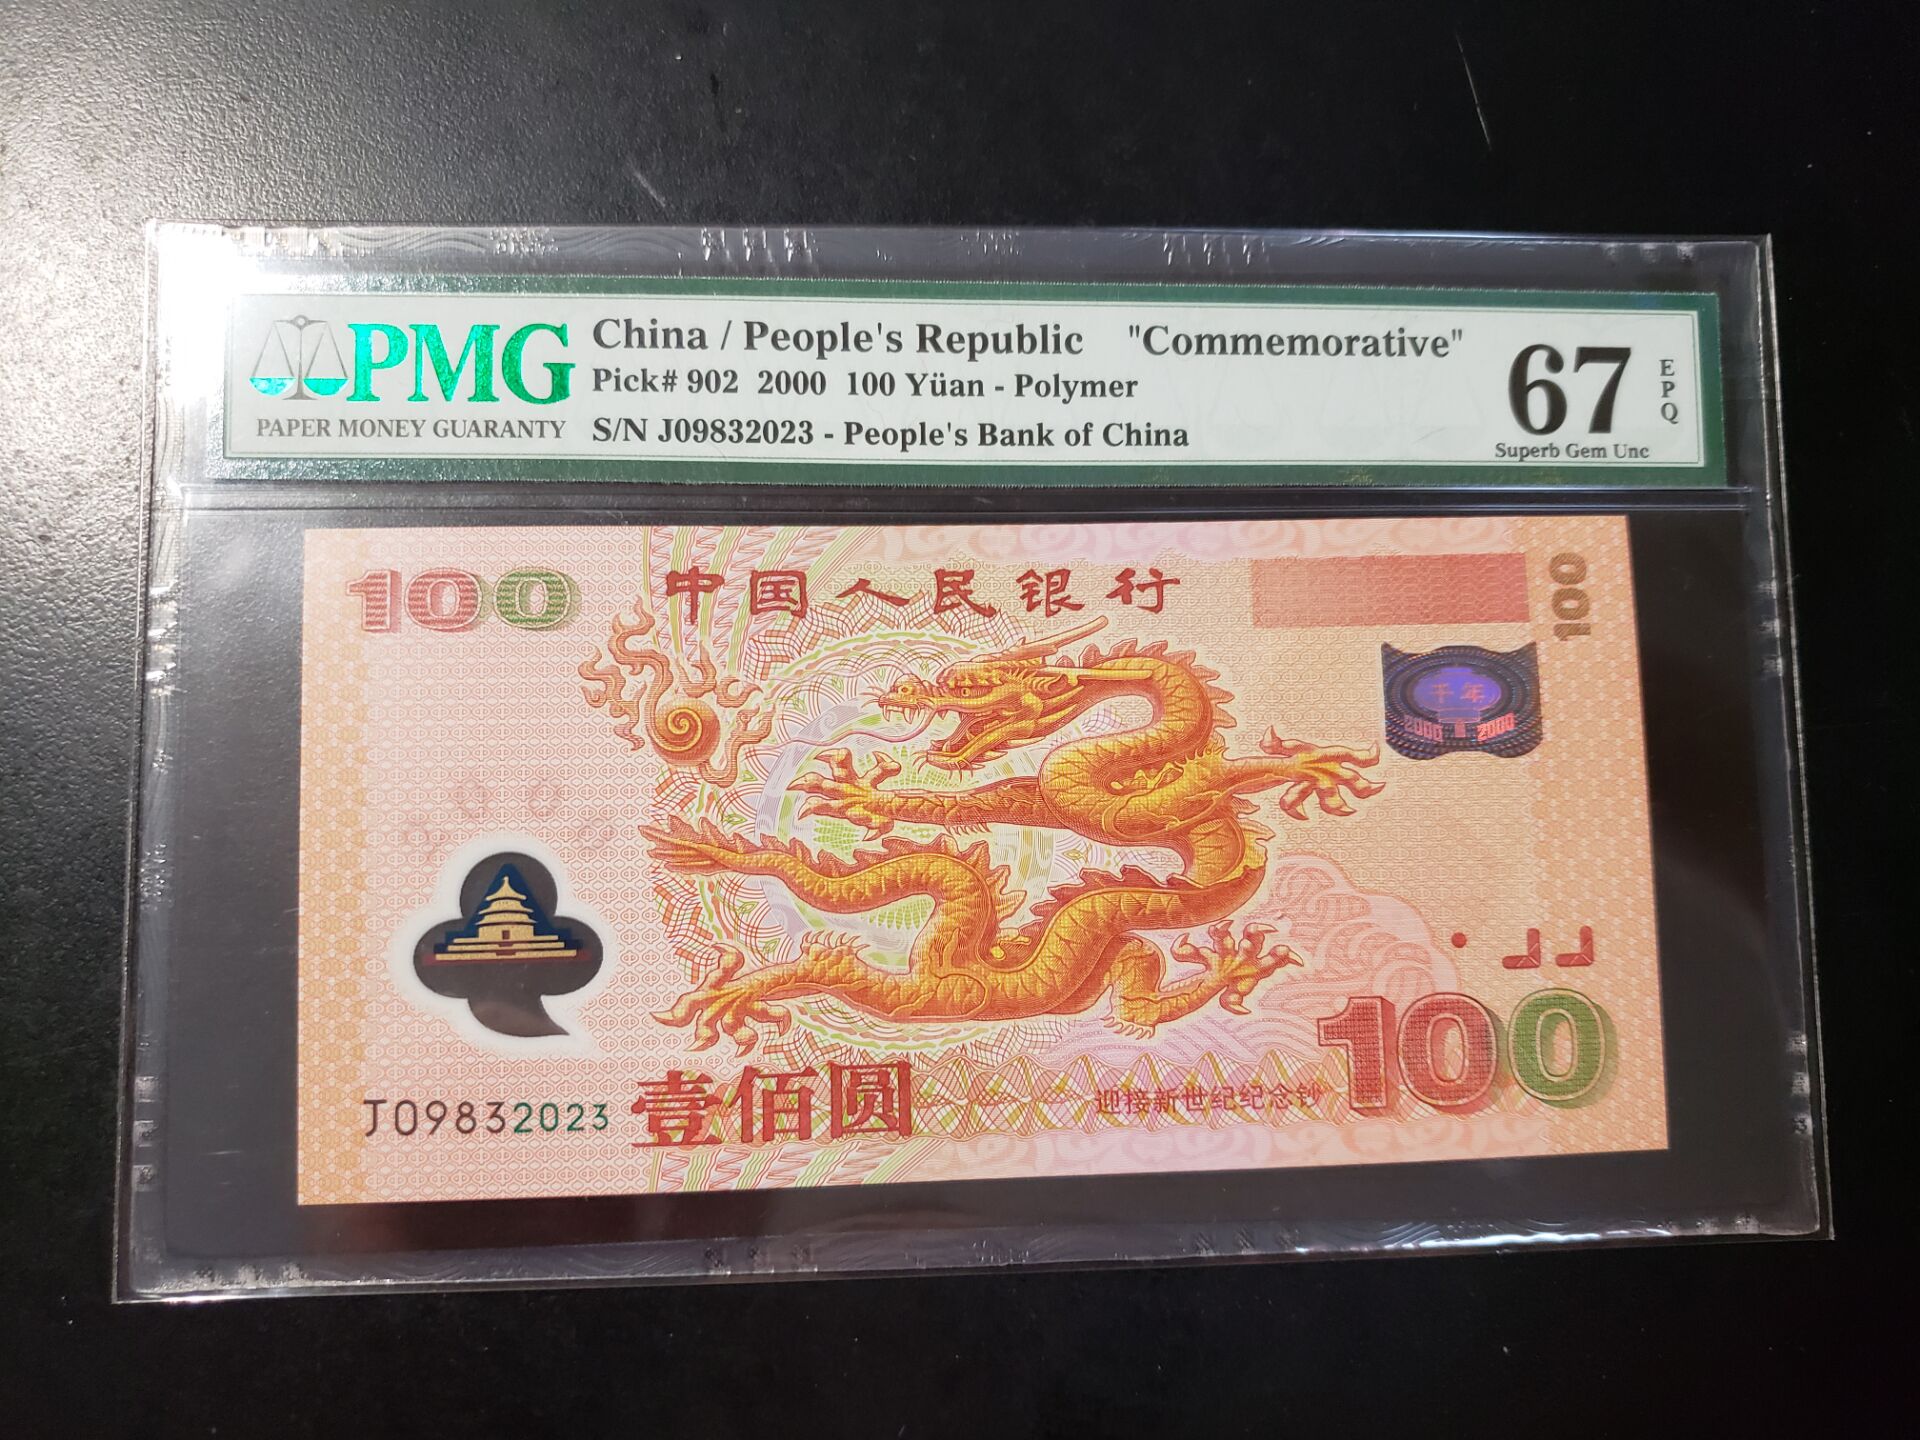 PMG
PAPER MONEY GUARANTY
China / People's Republic "Commemorative"
Pick# 902 2000 100 Yüan - Polymer
S/N J09832023 - People's Bank of China
67
EPQ
Superb Gem Unc
100
中国人民银行
100
千年
2000 2000
J09832023
壹佰圆
迎接新世纪纪念钞
100